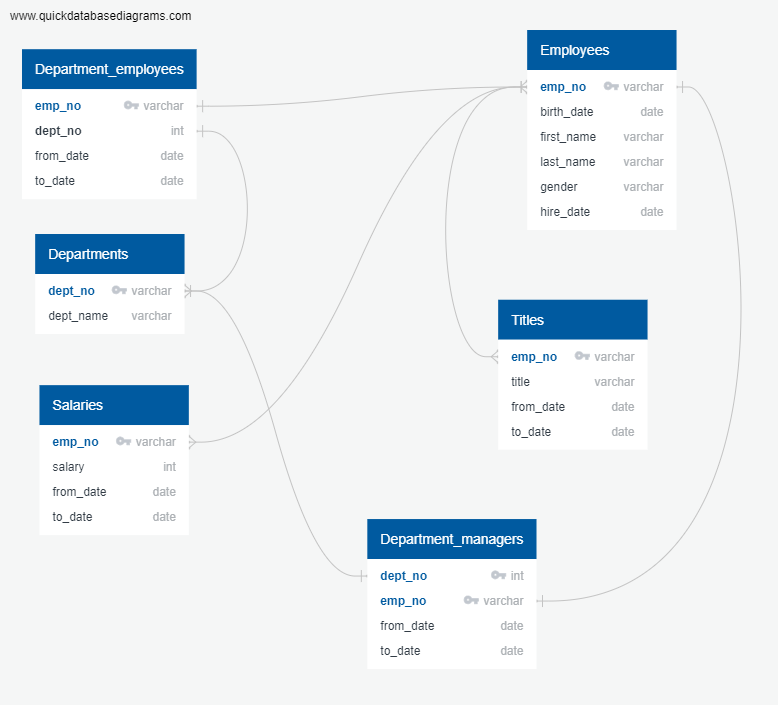 www.quickdatabasediagrams.com
Department_employees
emp_no varchar
dept_no int
from_date date
to_date date
Departments
dept_no varchar
dept_name varchar
Salaries
emp_no varchar
salary int
from_date date
to_date date
Employees
emp_no varchar
birth_date date
first_name varchar
last_name varchar
gender varchar
hire_date date
Titles
emp_no varchar
title varchar
from_date date
to_date date
Department_managers
dept_no int
emp_no varchar
from_date date
to_date date